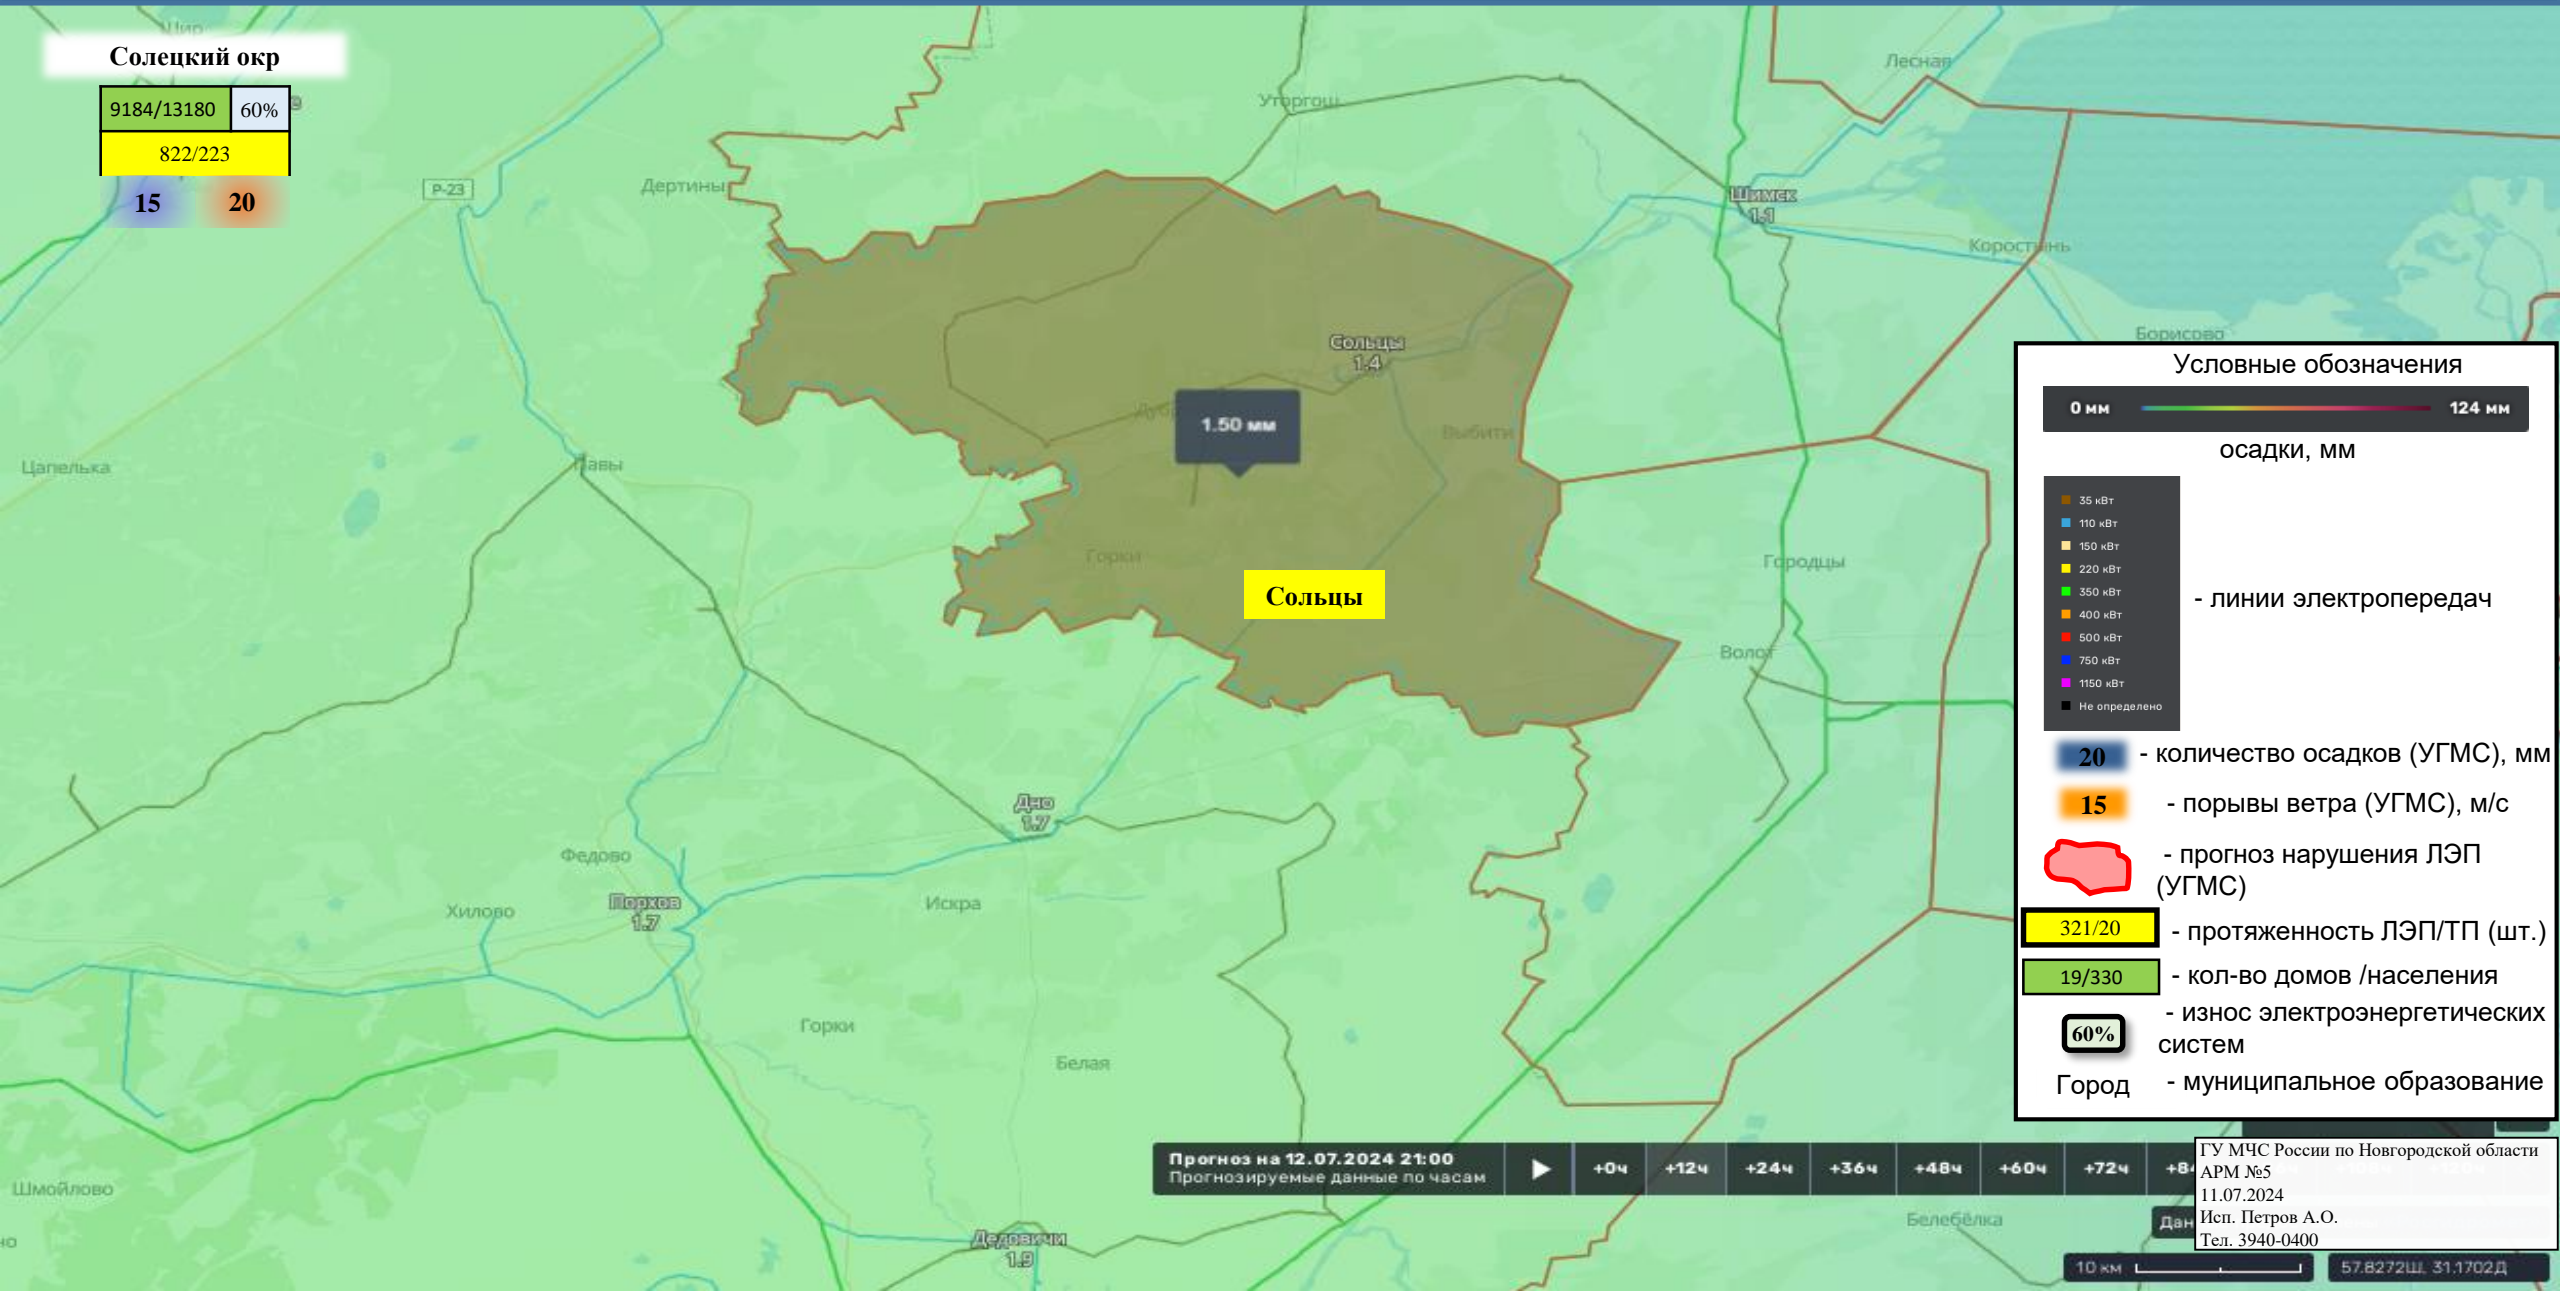 Солецкий окр
9184/13180 60%
822/223
15 20
Р-23
Дертины
Уторгош
Лесная
Шимск
1.1
Коростынь
Борисово
Сольцы
1.4
1.50 мм
Выбити
Цапелька
Павы
Горки
Сольцы
Городцы
Волот
Дно
1.7
Федово
Порхов
1.7
Хилово
Искра
Горки
Белая
Шмойлово
Дедовичи
1.9
Белебёлка
Условные обозначения
0 мм 124 мм
осадки, мм
35 кВт
110 кВт
150 кВт
220 кВт
350 кВт
400 кВт
500 кВт
750 кВт
1150 кВт
Не определено
- линии электропередач
20 - количество осадков (УГМС), мм
15 - порывы ветра (УГМС), м/с
- прогноз нарушения ЛЭП
(УГМС)
321/20 - протяженность ЛЭП/ТП (шт.)
19/330 - кол-во домов /населения
- износ электроэнергетических
60% систем
Город - муниципальное образование
Прогноз на 12.07.2024 21:00
Прогнозируемые данные по часам
+0ч +12ч +24ч +36ч +48ч +60ч +72ч
ГУ МЧС России по Новгородской области
АРМ №5
11.07.2024
Исп. Петров А.О.
Тел. 3940-0400
10 км
57.8272Ш, 31.1702Д